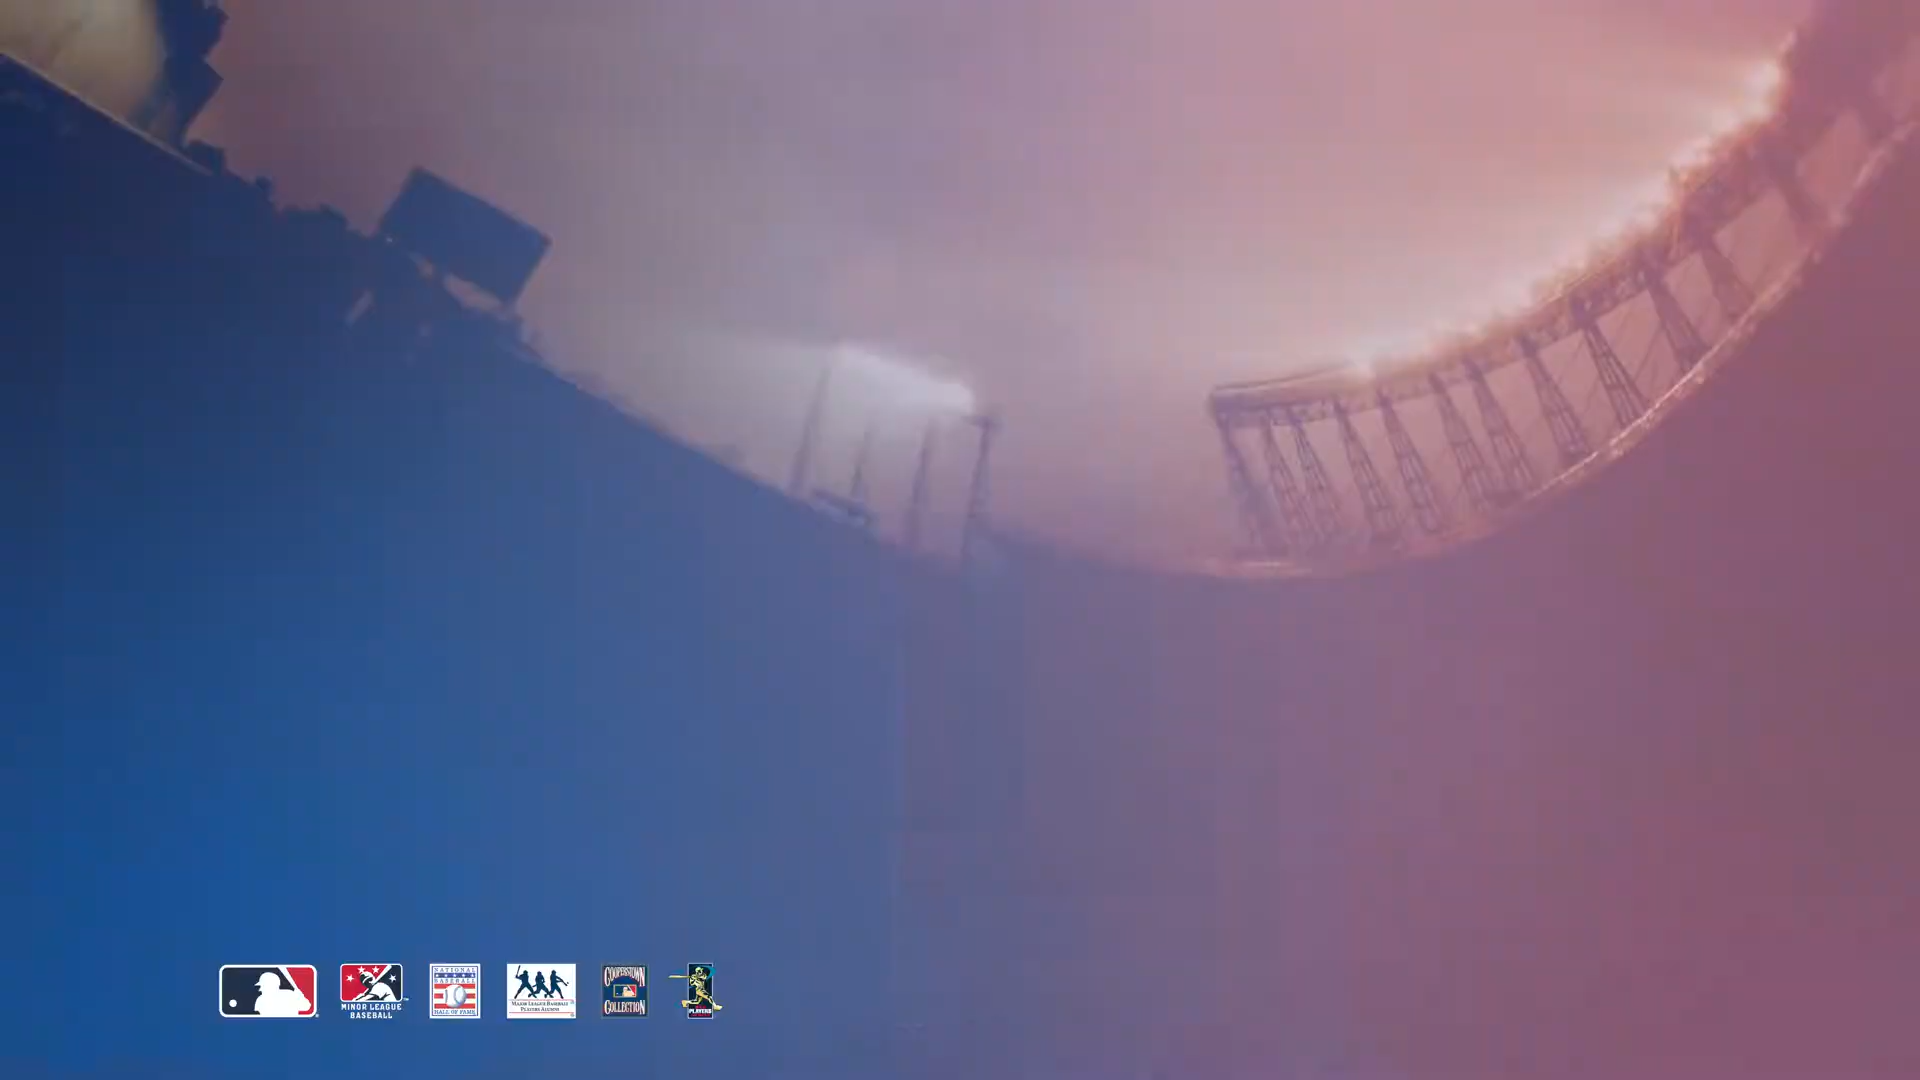 MINOR LEAGUE
BASEBALL
NATIONAL
BASEBALL
HALL OF FAME
MAJOR LEAGUE BASEBALL
PLAYERS ALUMNI
COOPERSTOWN
COLLECTION
PLAYERS